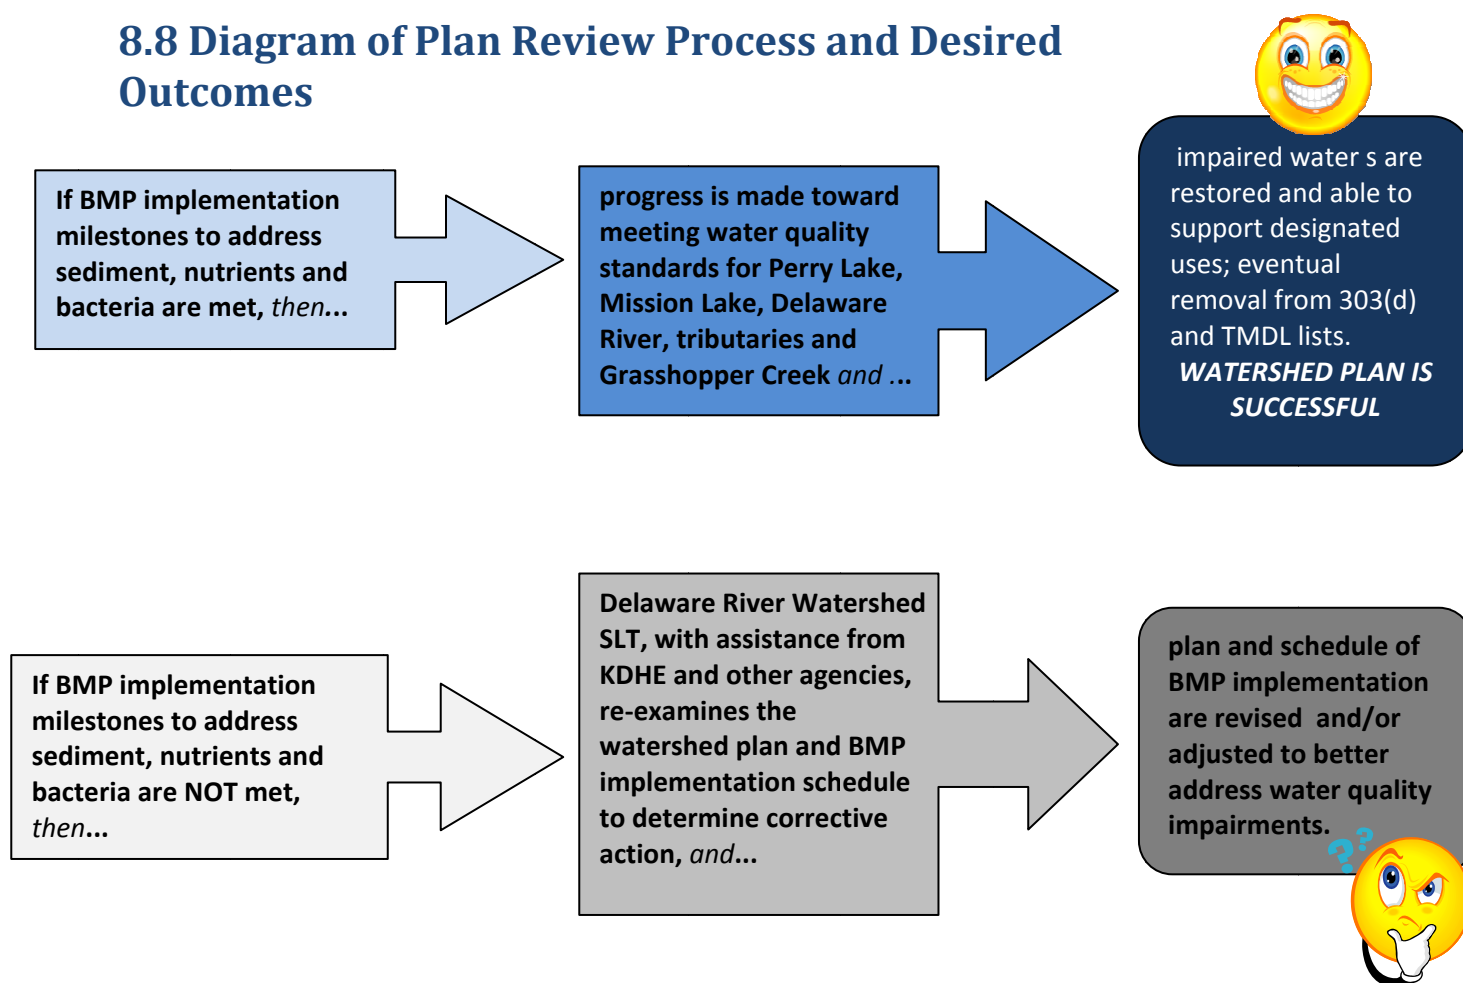 8.8 Diagram of Plan Review Process and Desired
Outcomes
If BMP implementation
milestones to address
sediment, nutrients and
bacteria are met, then...
progress is made toward
meeting water quality
standards for Perry Lake,
Mission Lake, Delaware
River, tributaries and
Grasshopper Creek and ...
impaired water s are
restored and able to
support designated
uses; eventual
removal from 303(d)
and TMDL lists.
WATERSHED PLAN IS
SUCCESSFUL
If BMP implementation
milestones to address
sediment, nutrients and
bacteria are NOT met,
then...
Delaware River Watershed
SLT, with assistance from
KDHE and other agencies,
re-examines the
watershed plan and BMP
implementation schedule
to determine corrective
action, and...
plan and schedule of
BMP implementation
are revised  and/or
adjusted to better
address water quality
impairments.
??